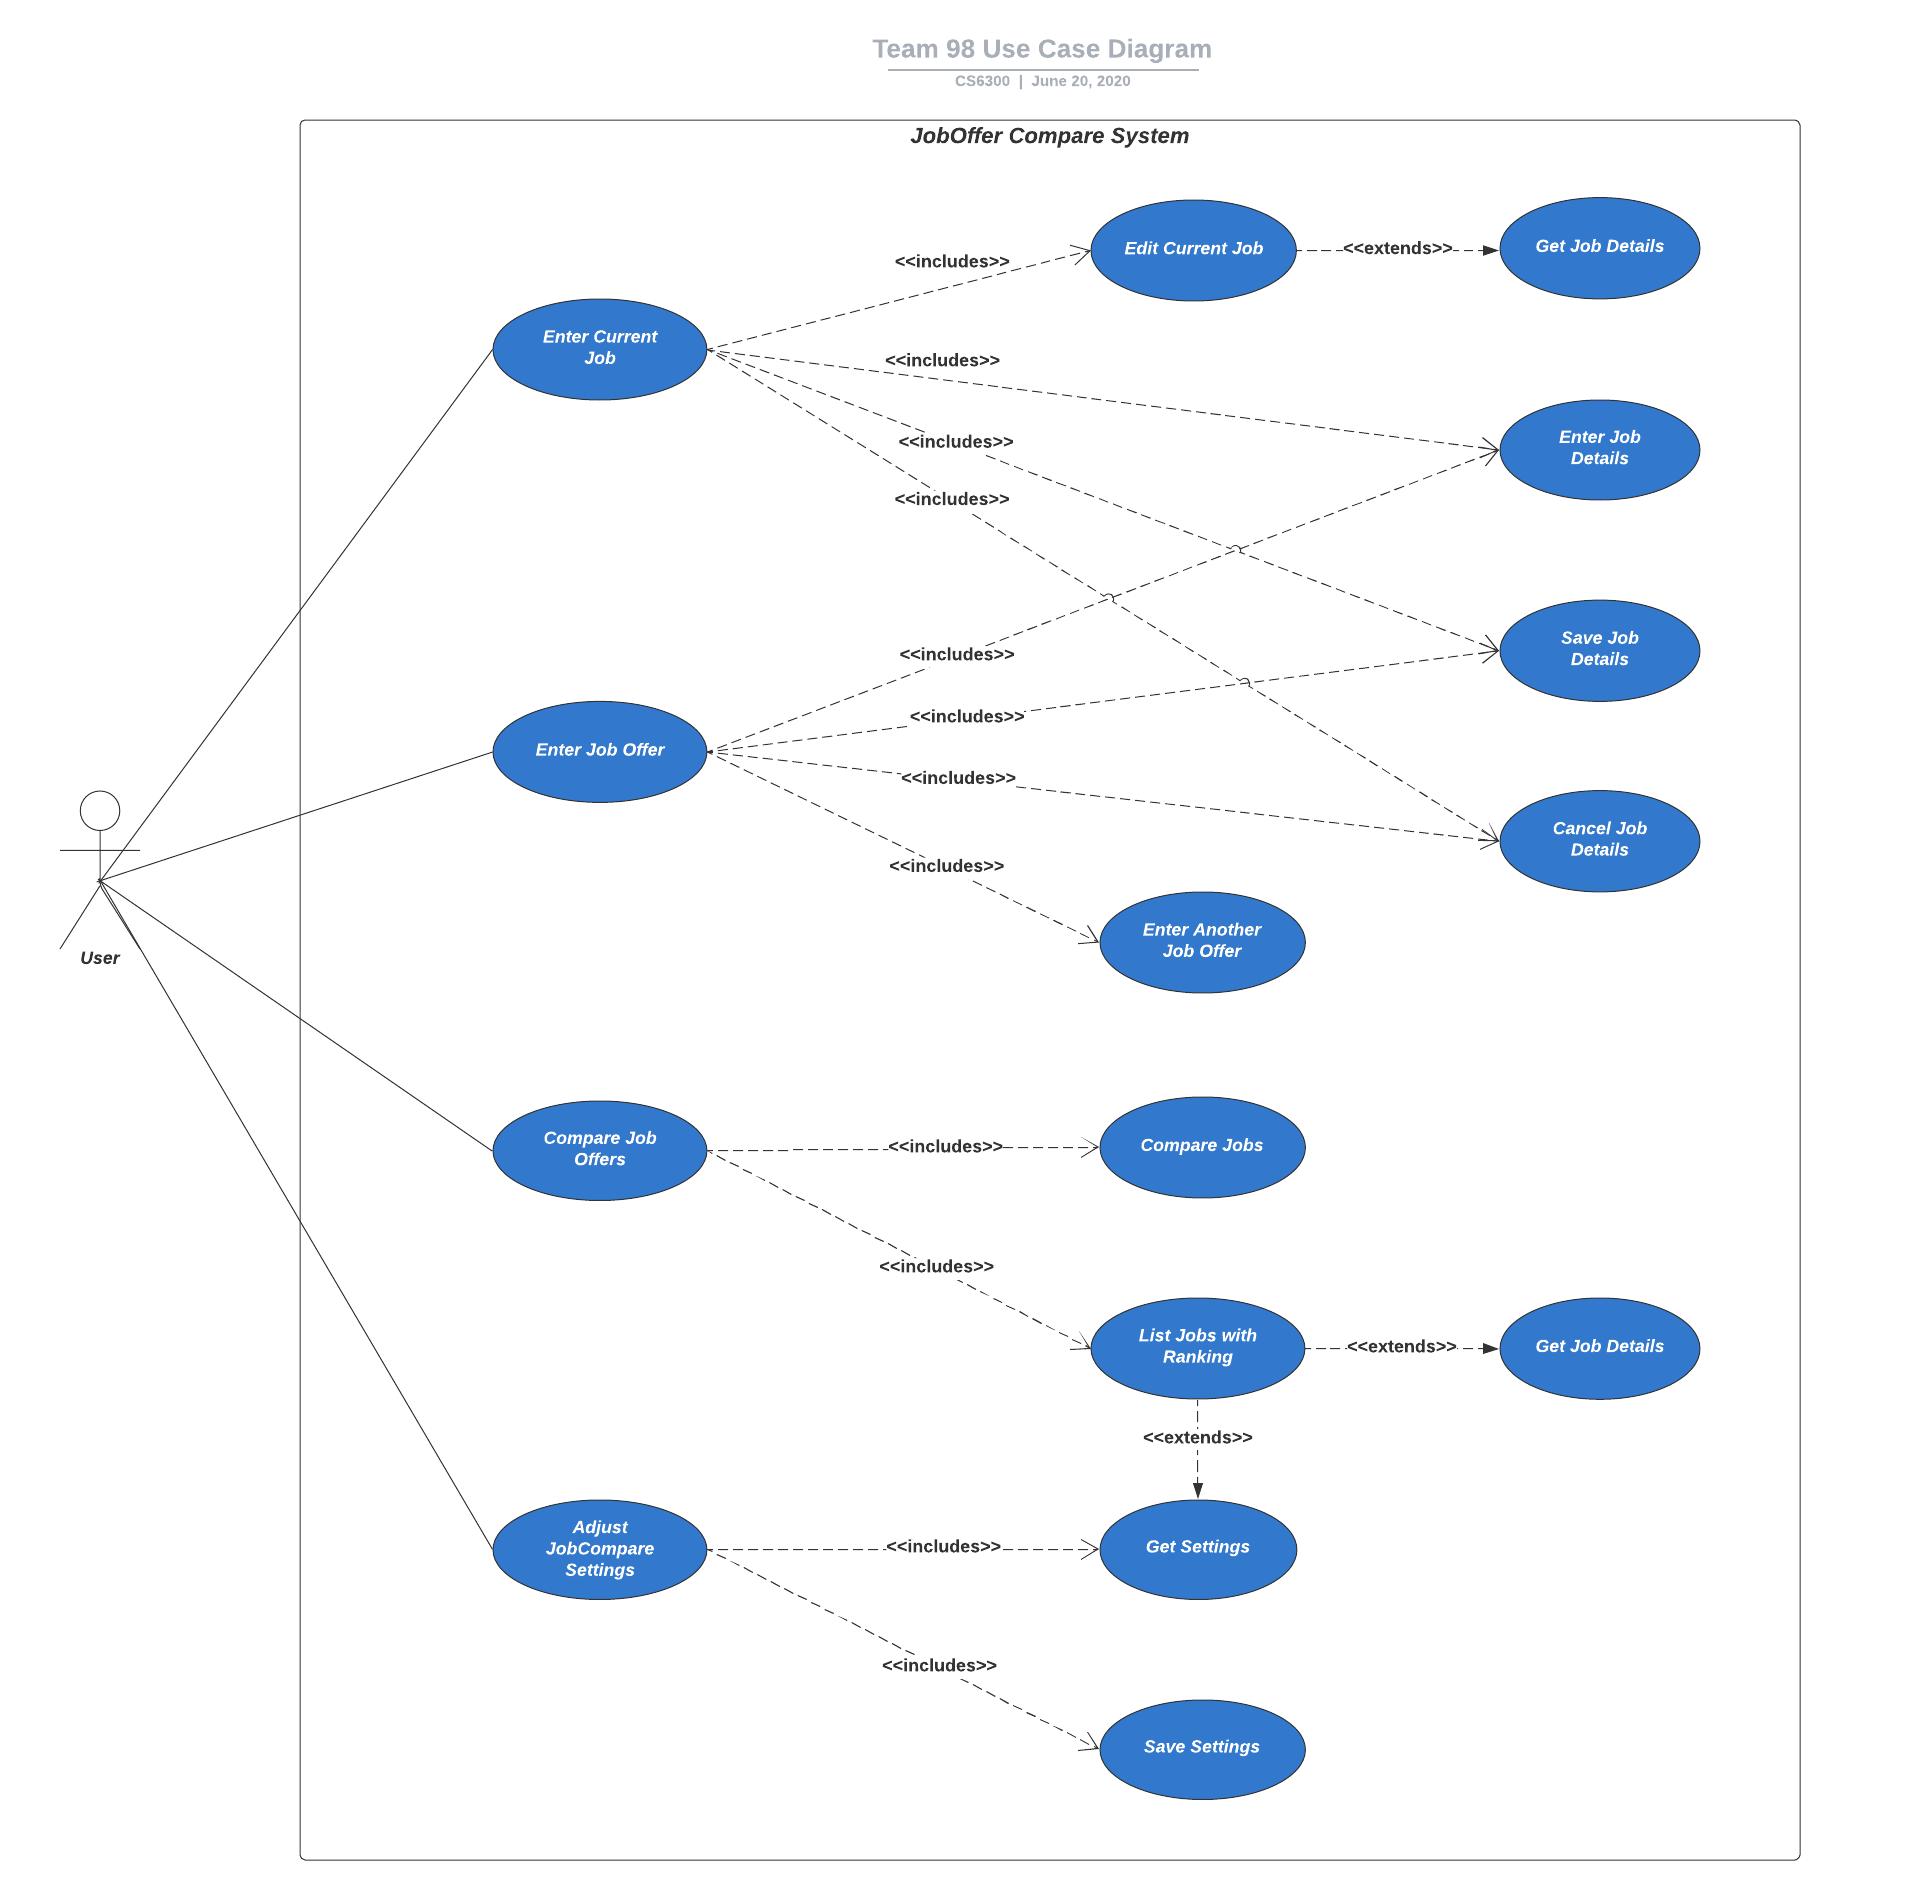 Team 98 Use Case Diagram
CS6300 | June 20, 2020
JobOffer Compare System
Edit Current Job
<<extends>>
Get Job Details
<<includes>>
Enter Current
Job
<<includes>>
<<includes>>
Enter Job
Details
<<includes>>
<<includes>>
Save Job
Details
<<includes>>
Enter Job Offer
<<includes>>
Cancel Job
Details
<<includes>>
Enter Another
Job Offer
User
Compare Job
Offers
<<includes>>
Compare Jobs
<<includes>>
List Jobs with
Ranking
<<extends>>
Get Job Details
<<extends>>
Adjust
JobCompare
Settings
<<includes>>
Get Settings
<<includes>>
Save Settings